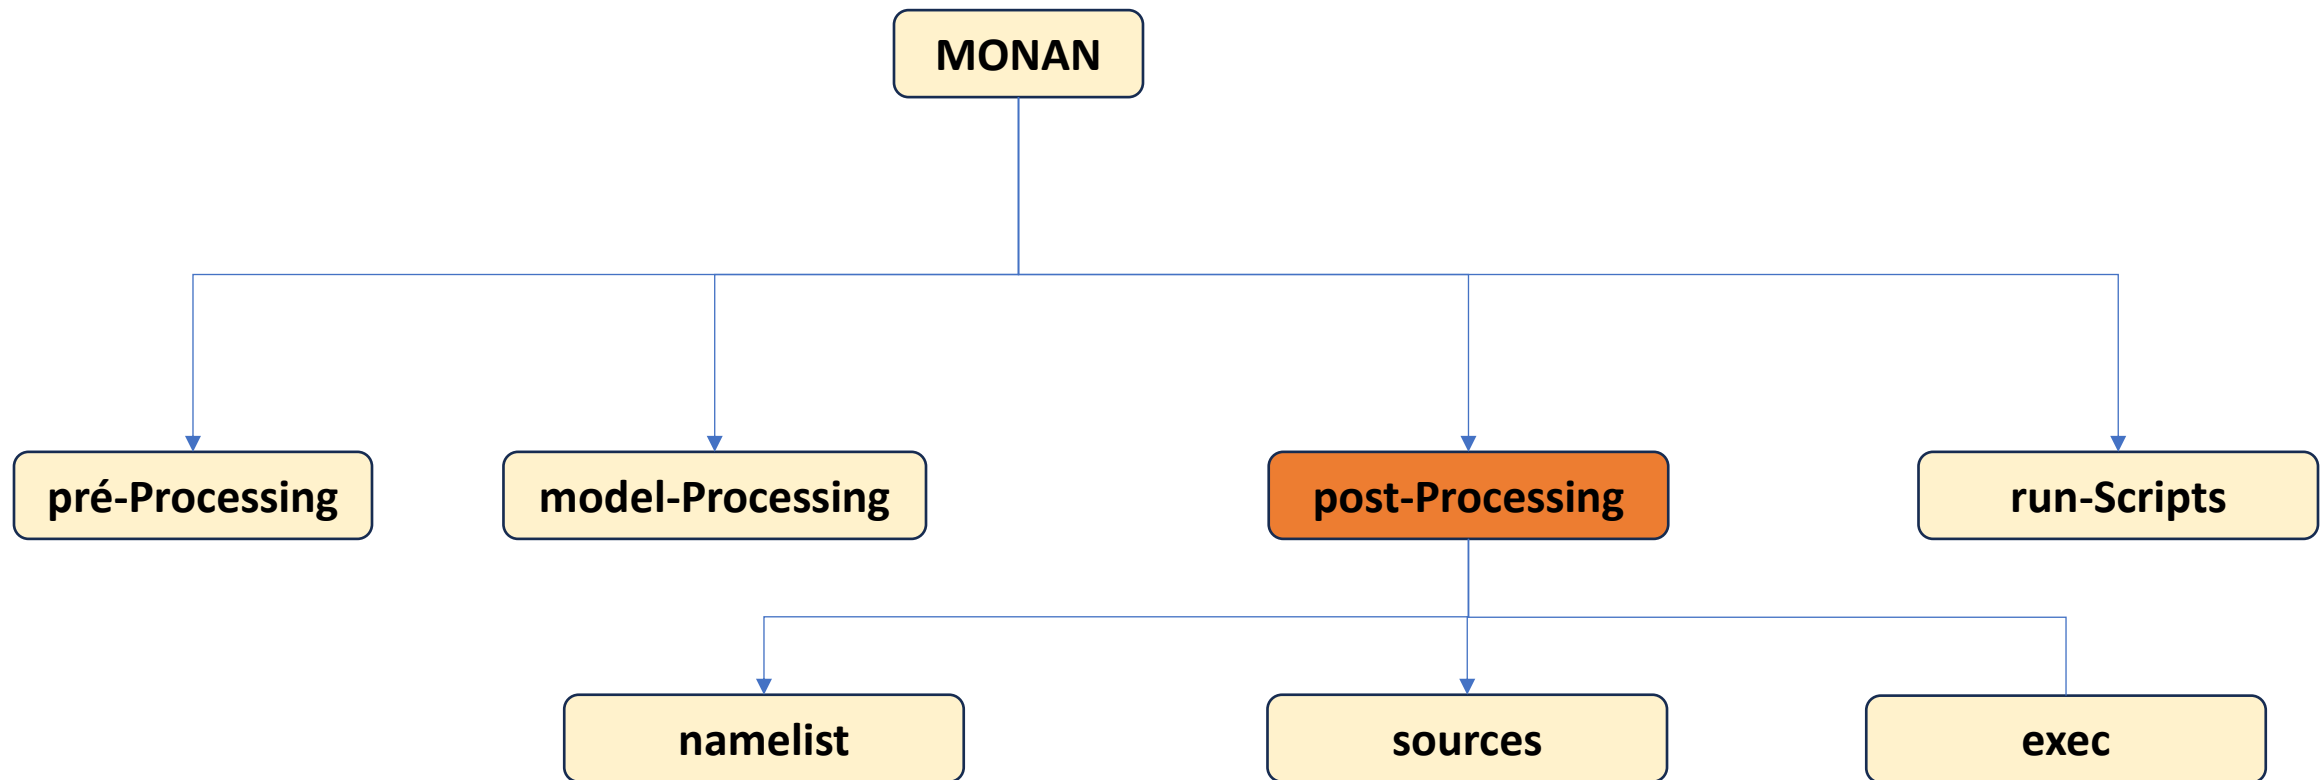 MONAN
pré-Processing
model-Processing
post-Processing
run-Scripts
namelist
sources
exec